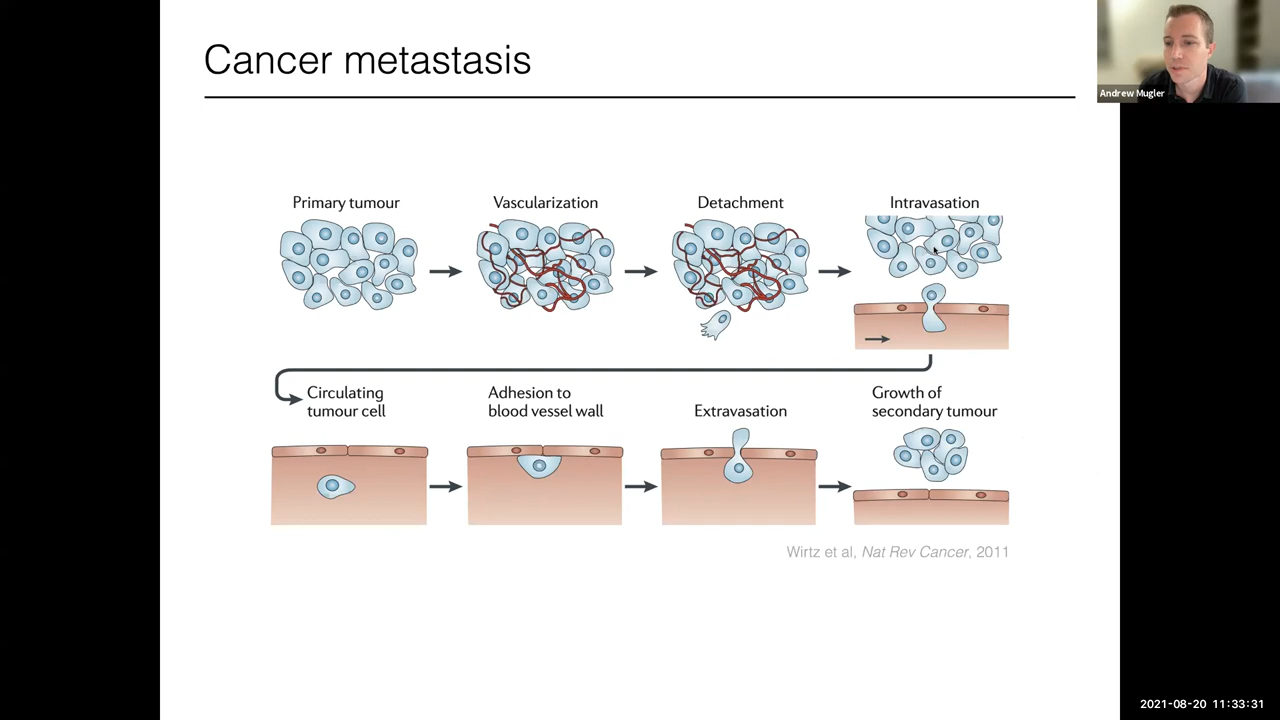 Cancer metastasis
Andrew Mugler
Primary tumour
Vascularization
Detachment
Intravasation
Circulating
tumour cell
Adhesion to
blood vessel wall
Extravasation
Growth of
secondary tumour
Wirtz et al, Nat Rev Cancer, 2011
2021-08-20 11:33:31